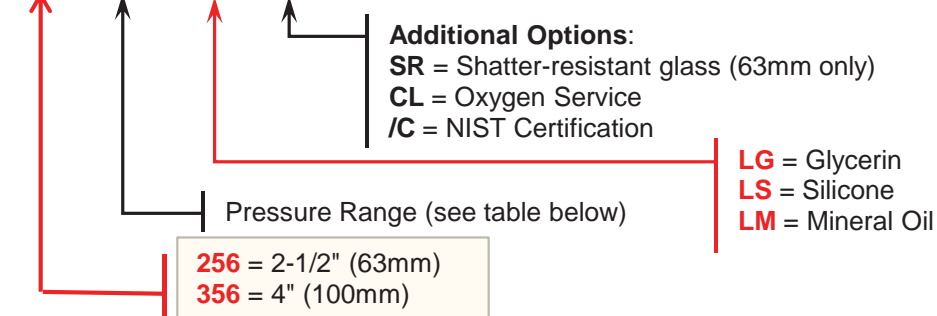 Additional Options:
SR = Shatter-resistant glass (63mm only)
CL = Oxygen Service
/C = NIST Certification
LG = Glycerin
LS = Silicone
LM = Mineral Oil
Pressure Range (see table below)
256 = 2-1/2" (63mm)
356 = 4" (100mm)